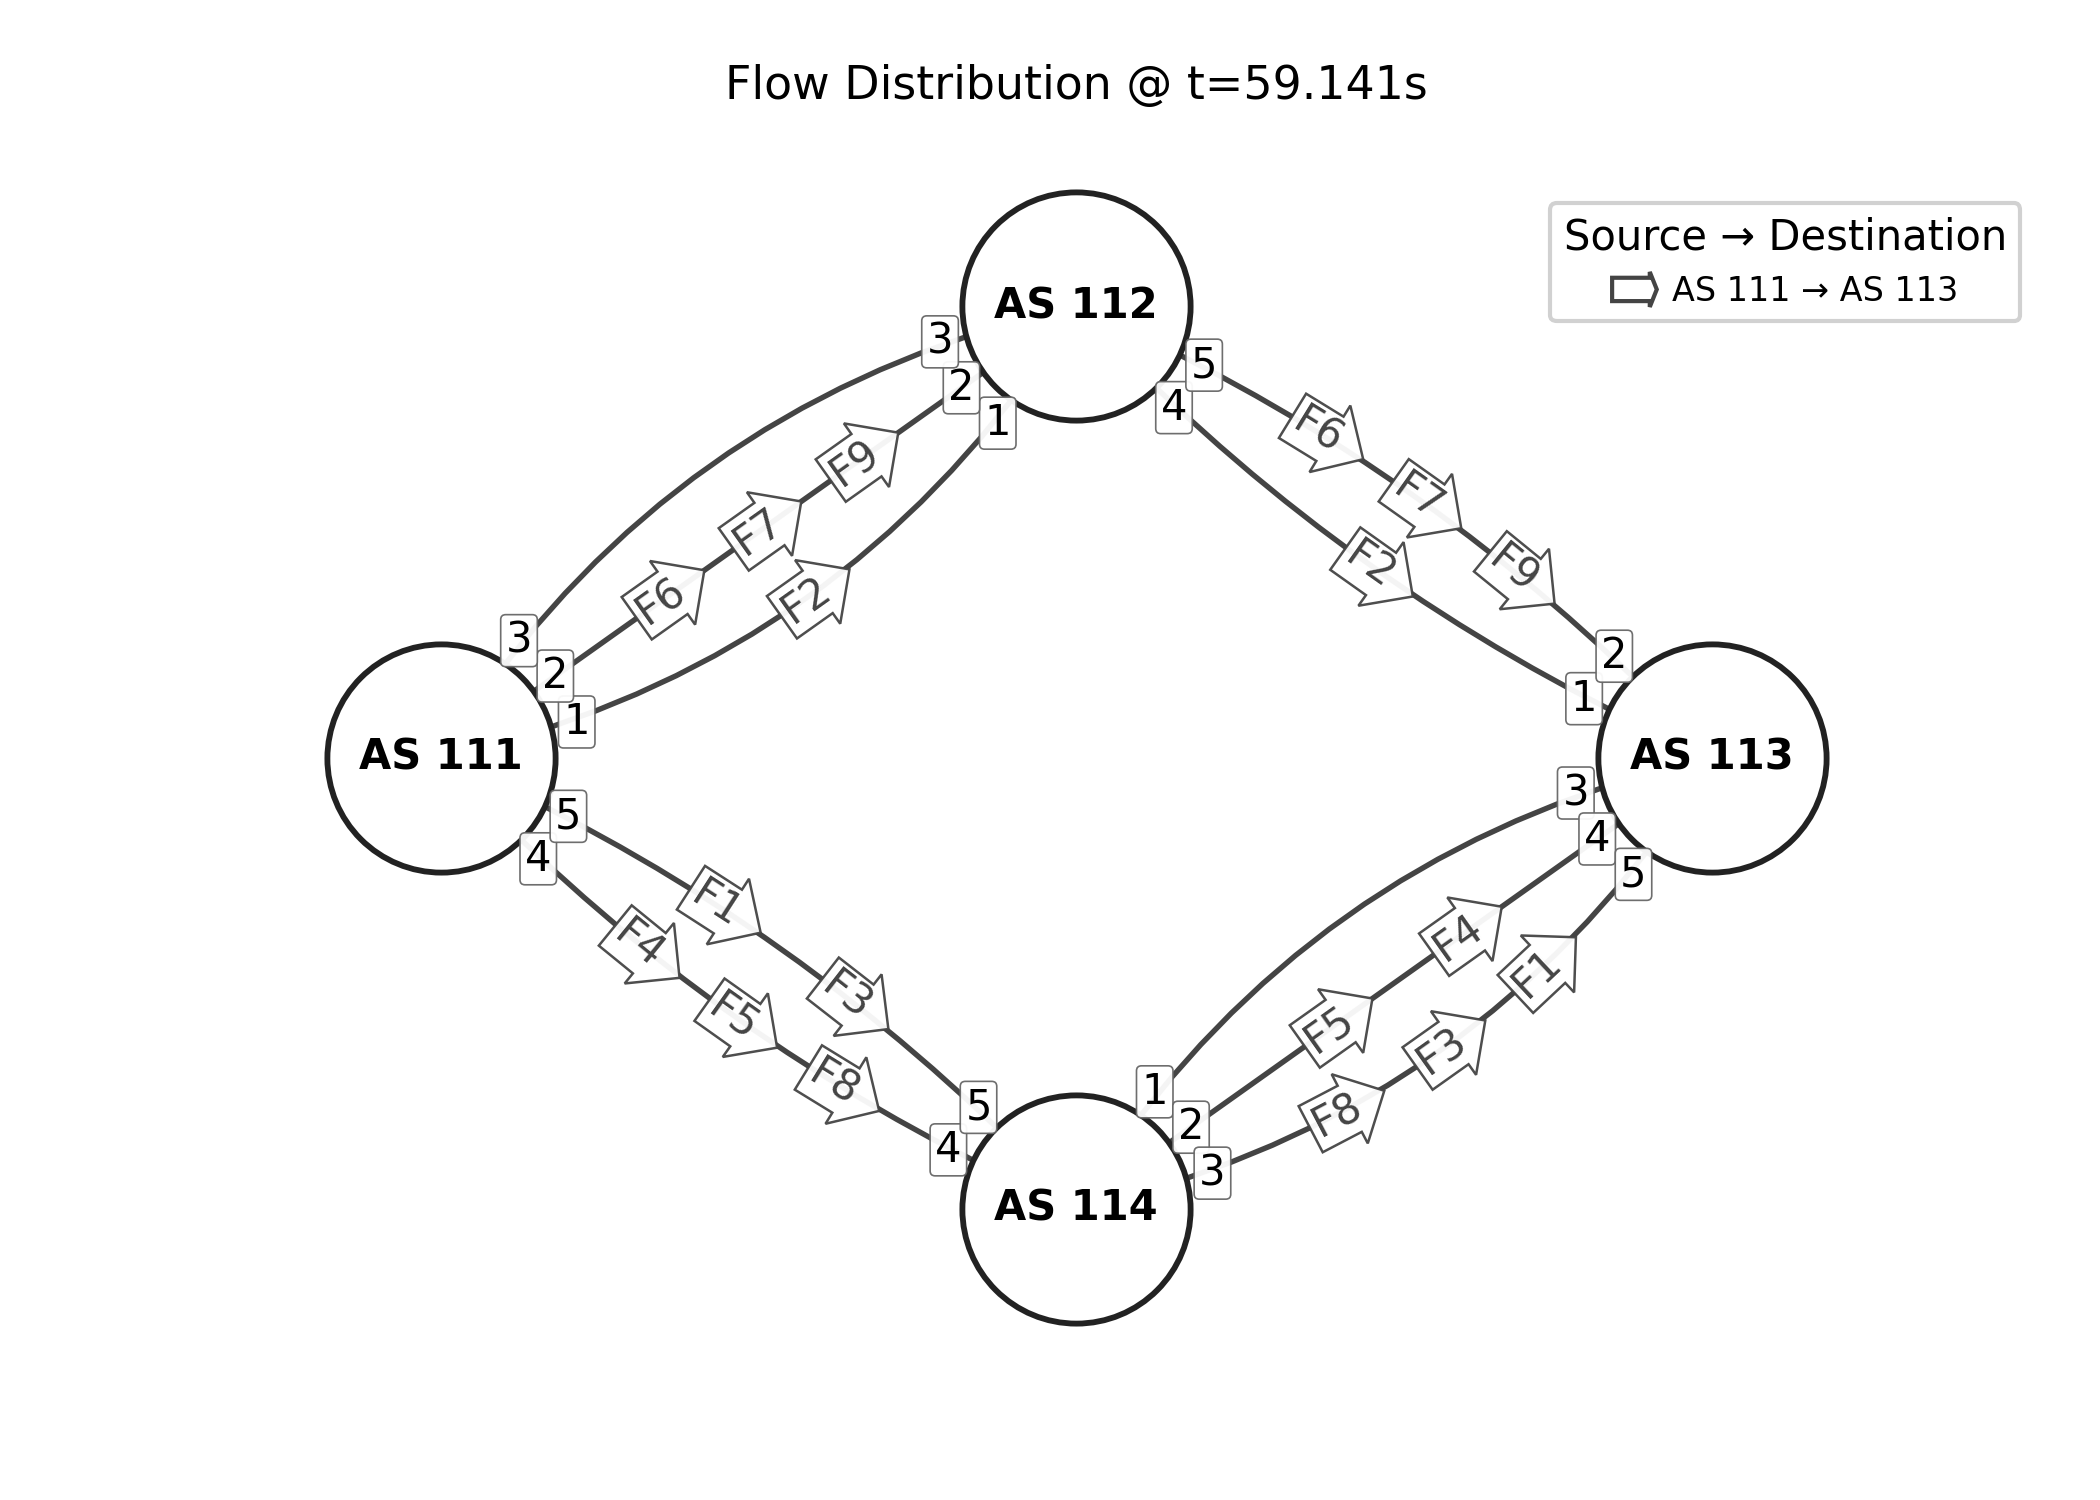 Flow Distribution @ t=59.141s
Source → Destination
AS 111 → AS 113
AS 112
3
2
1
5
4
F6
F7
F9
F2
F6
F7
F9
F2
3
2
1
2
1
AS 111
AS 113
5
4
3
4
5
F1
F3
F4
F5
F8
F4
F5
F1
F3
F8
5
4
1
2
3
AS 114